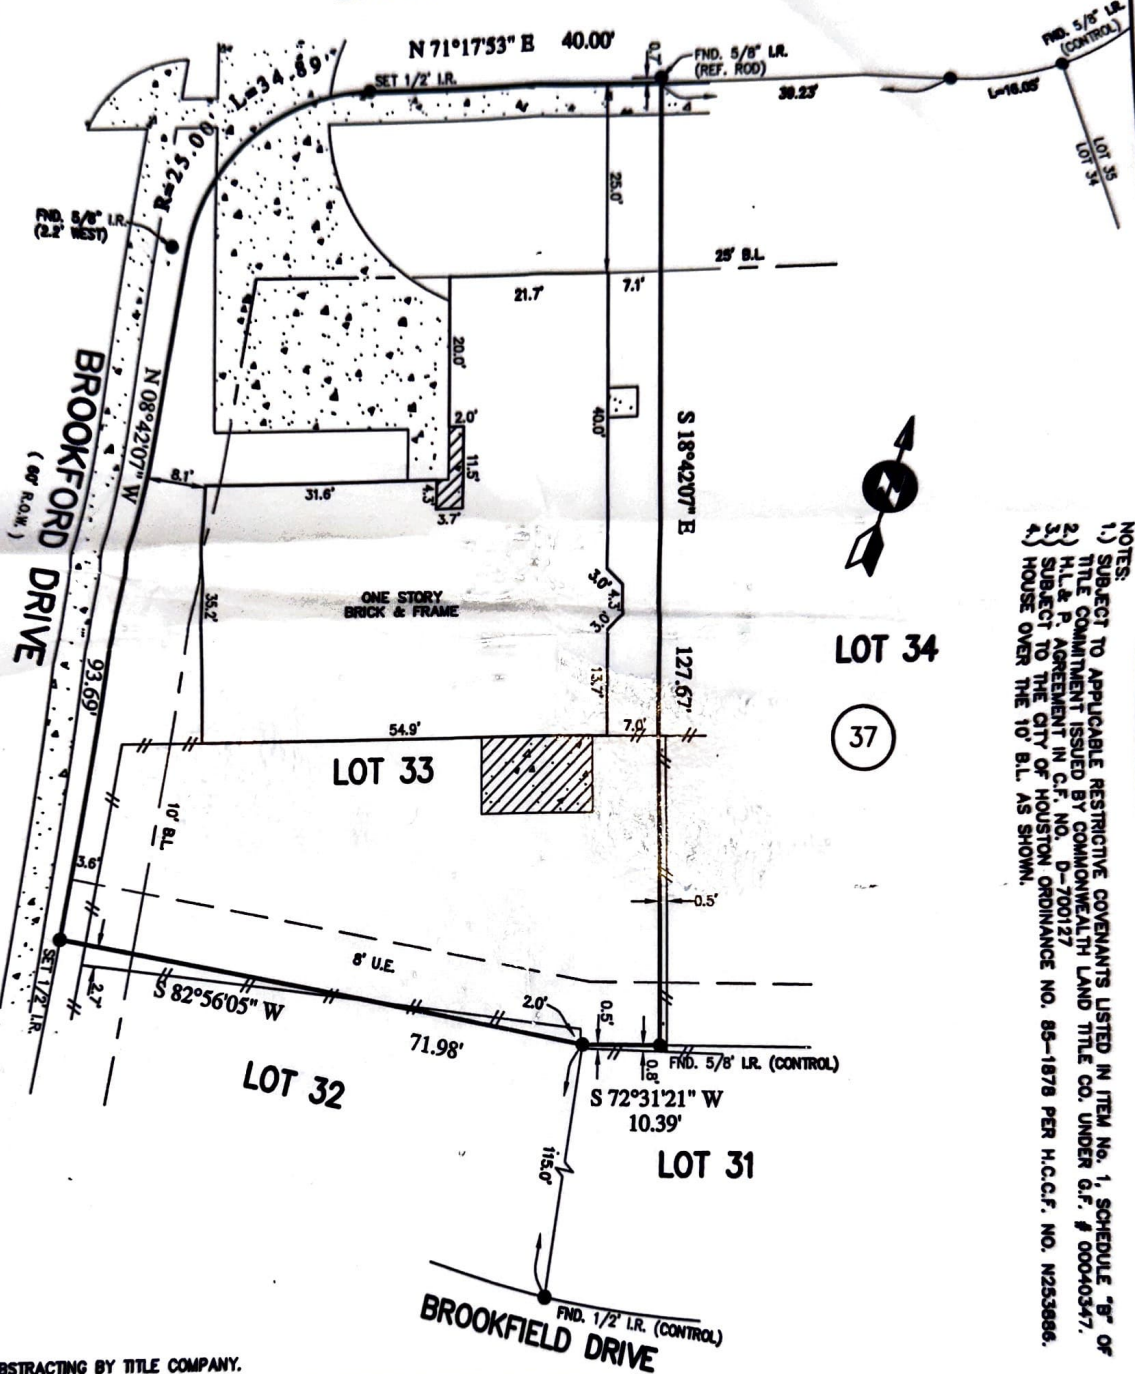 N 71°17'53" E 40.00'
FND. 5/8" I.R.
(CONTROL)
0.7'
FND. 5/8" I.R.
(REF. ROD)
SET 1/2' I.R.
39.23'
L=16.05'
R=25.00' L=34.89'
LOT 35
LOT 34
FND. 5/8" I.R.
(2.2' WEST)
25.0'
25' B.L.
21.7'
7.1'
20.0'
2.0'
40.0'
N 08°42'07" W
S 18°42'07" E
8.1'
31.6'
4.3'
11.5'
3.7'
BROOKFORD DRIVE
( 60' R.O.W. )
35.2'
ONE STORY
BRICK & FRAME
3.0'
4.3'
3.0'
LOT 34
37
93.69'
127.67'
13.7'
54.9'
7.0'
LOT 33
10' B.L.
3.6'
0.5'
8' U.E.
SET 1/2' I.R.
2.7'
S 82°56'05" W
71.98'
2.0'
0.5'
0.8'
FND. 5/8' I.R. (CONTROL)
S 72°31'21" W
10.39'
LOT 32
LOT 31
115.0'
FND. 1/2' I.R. (CONTROL)
BROOKFIELD DRIVE
NOTES:
1.) SUBJECT TO APPLICABLE RESTRICTIVE COVENANTS LISTED IN ITEM No. 1, SCHEDULE "B" OF
TITLE COMMITMENT ISSUED BY COMMONWEALTH LAND TITLE CO. UNDER G.F. # 00040347.
2.) H.L.& P. AGREEMENT IN C.F. NO. D-700127
3.) SUBJECT TO THE CITY OF HOUSTON ORDINANCE NO. 85-1878 PER H.C.C.F. NO. N253886.
4.) HOUSE OVER THE 10' B.L. AS SHOWN.
BSTRACTING BY TITLE COMPANY.